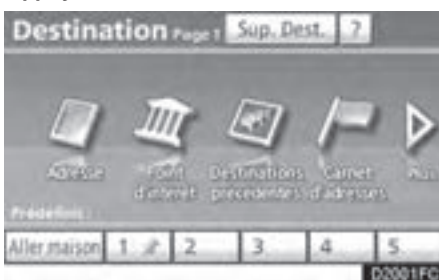 Destination Page 1 Sup. Dest. ?
Adresse Point Destinations Carnet Plus
d'intérêt précédentes d'adresses
Prédéfinis:
Aller maison 1 2 3 4 5
D2001FC